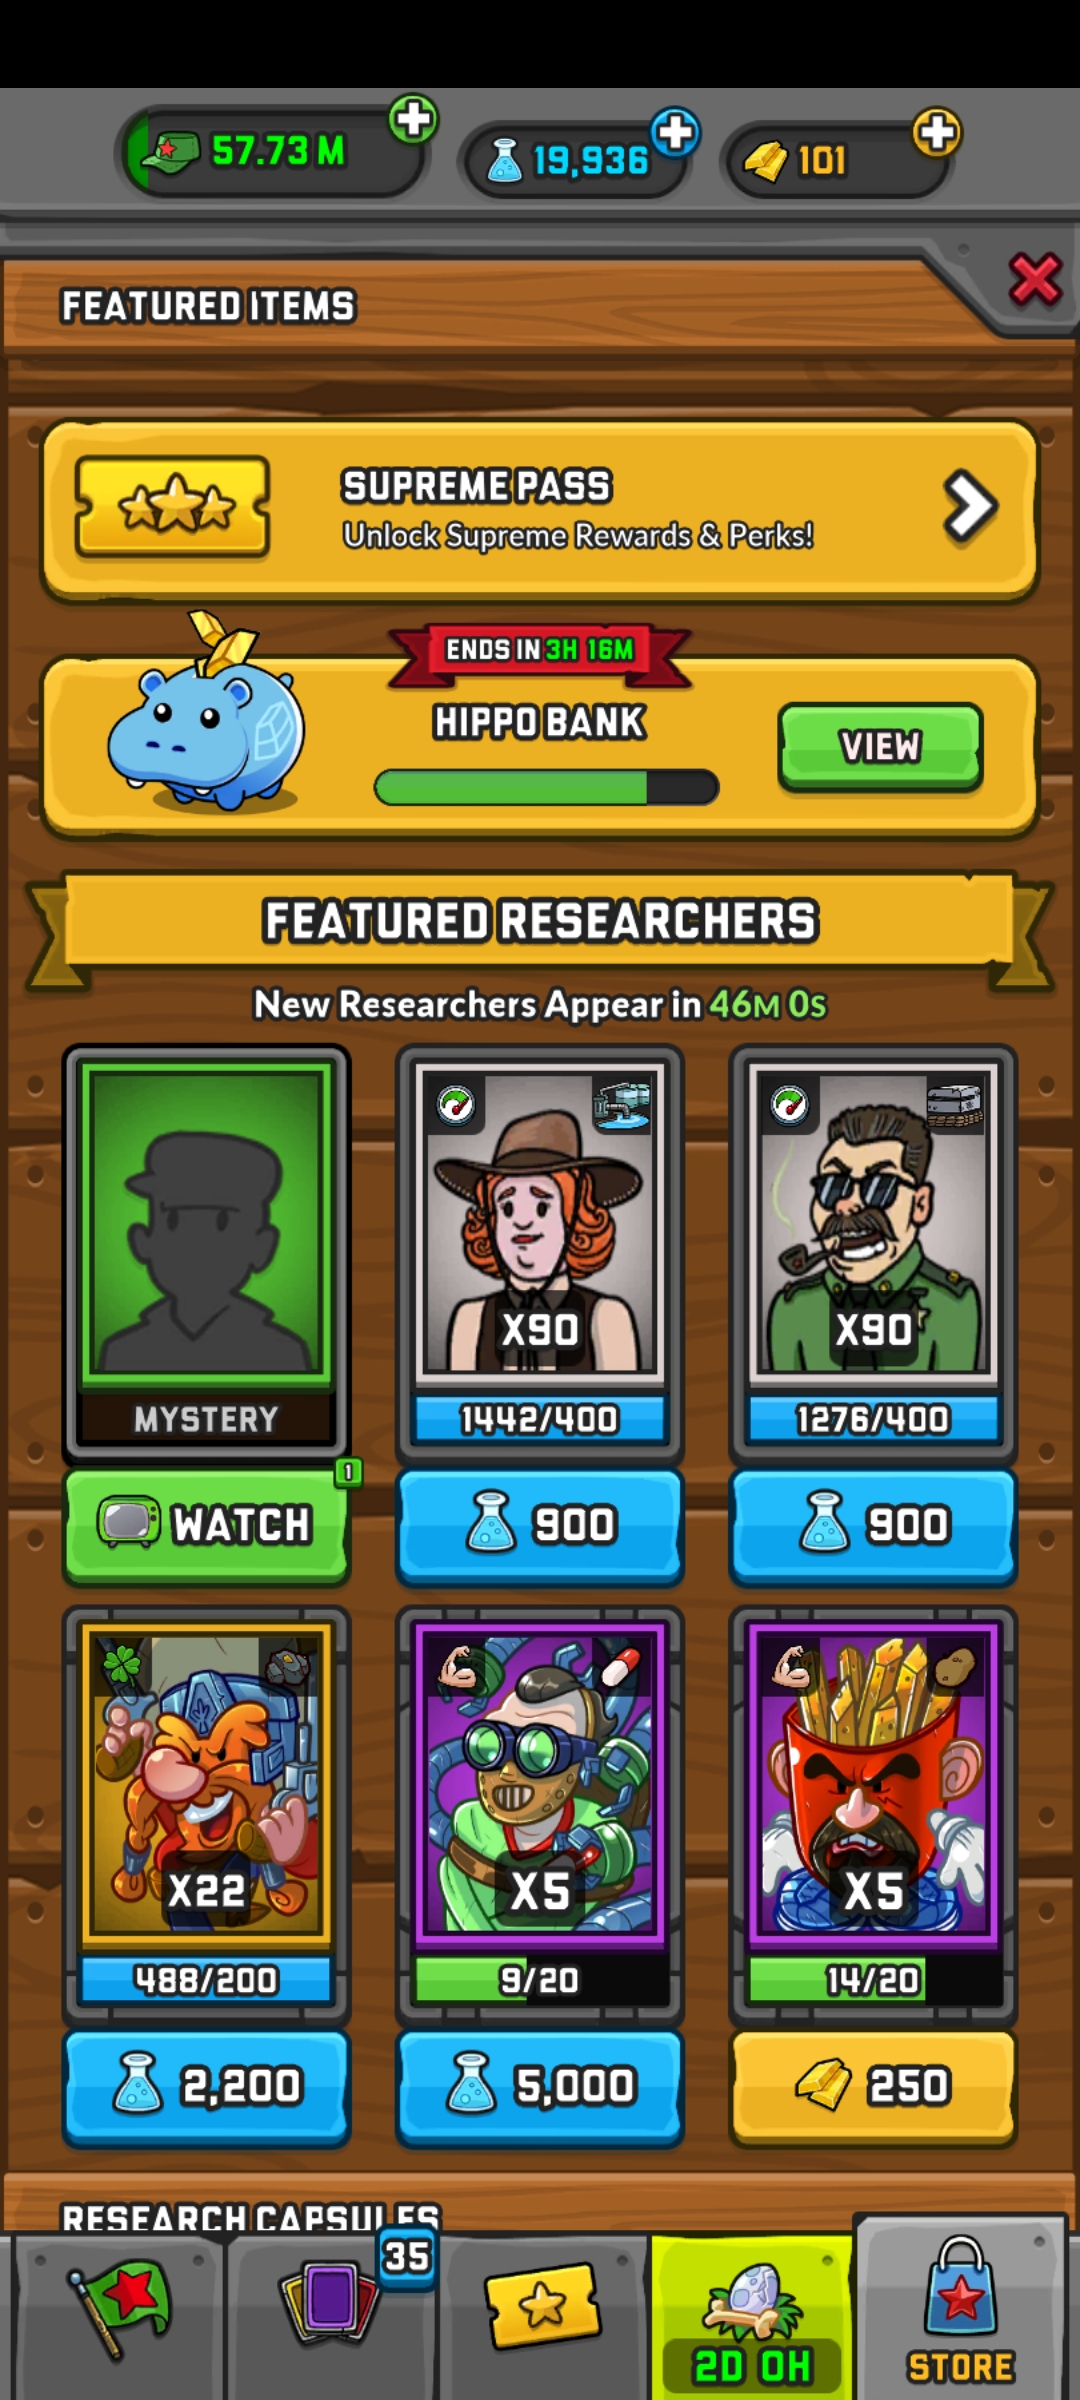 57.73 M
19,936
101
FEATURED ITEMS
SUPREME PASS
Unlock Supreme Rewards & Perks!
ENDS IN 3H 16M
HIPPO BANK
VIEW
FEATURED RESEARCHERS
New Researchers Appear in 46M 0S
X90
X90
MYSTERY
1442/400
1276/400
1
WATCH
900
900
X22
X5
X5
488/200
9/20
14/20
2,200
5,000
250
RESEARCH CAPSULES
35
2D 0H
STORE